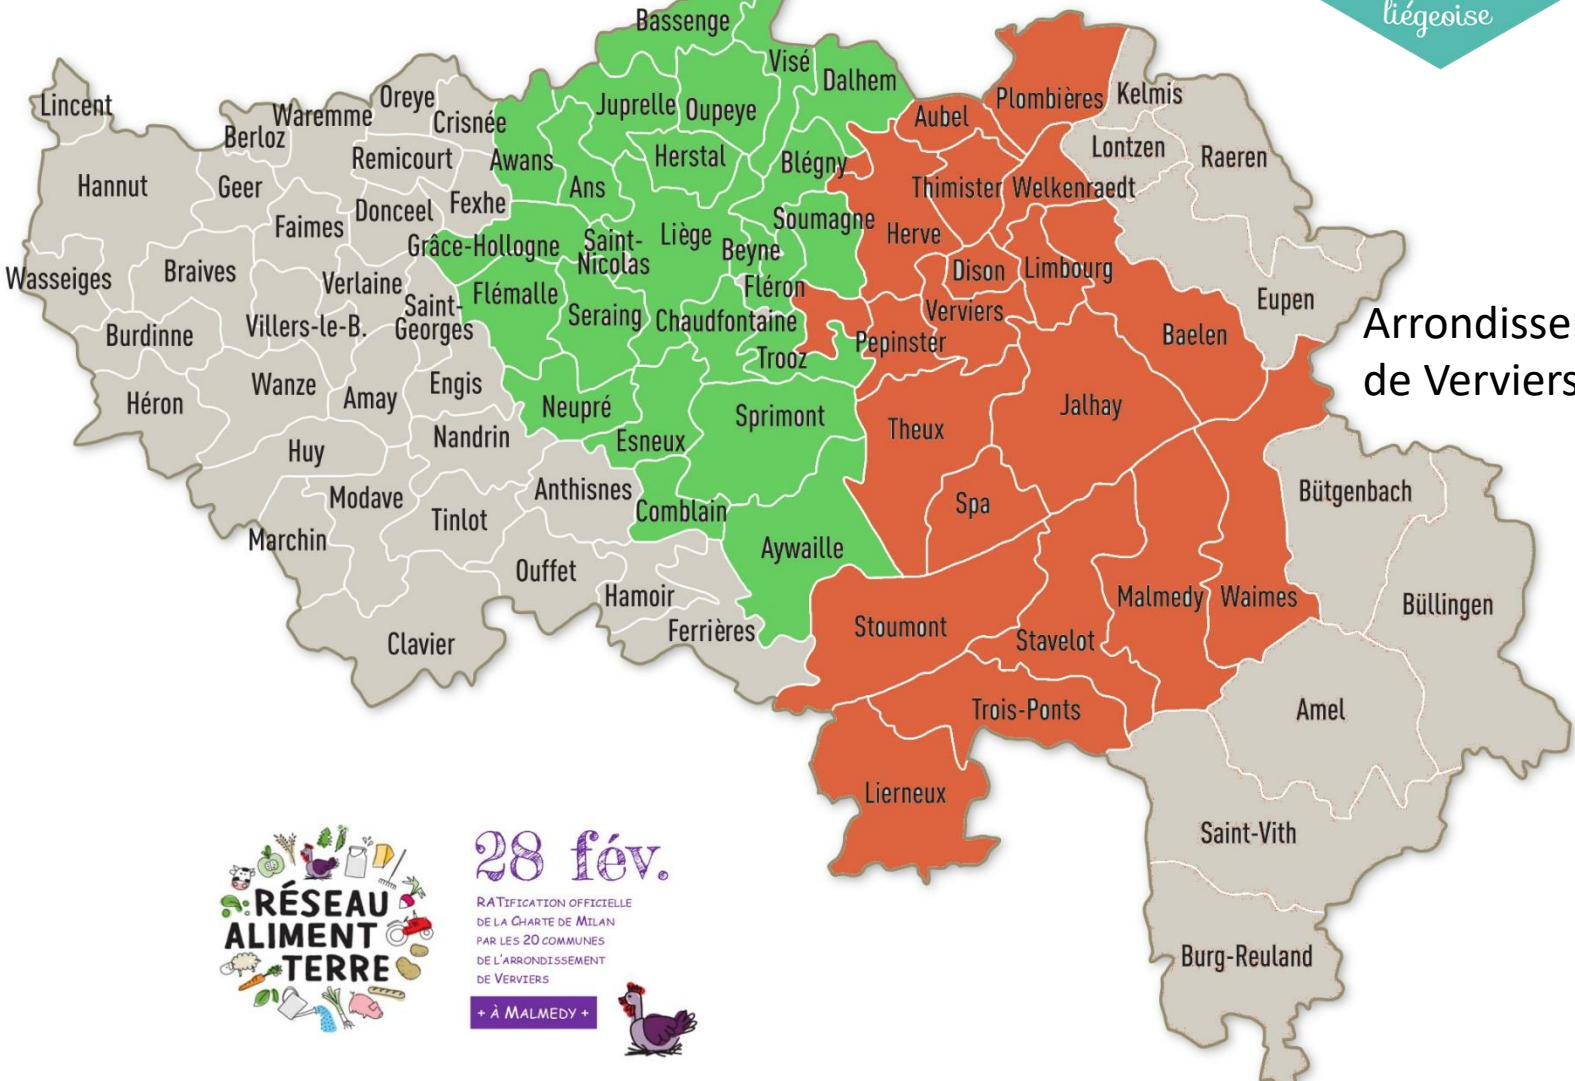 liégeoise
Bassenge
Visé
Dalhem
Lincent
Oreye
Waremme
Crisnée
Berloz
Juprelle
Oupeye
Aubel
Plombières
Kelmis
Lontzen
Raeren
Hannut
Geer
Remicourt
Awans
Ans
Herstal
Blégny
Thimister
Welkenraedt
Faimes
Donceel
Fexhe
Grâce-Hollogne
Saint-
Nicolas
Liège
Beyne
Soumagne
Herve
Dison
Limbourg
Wasseiges
Braives
Verlaine
Saint-
Georges
Flémalle
Seraing
Fléron
Chaudfontaine
Verviers
Eupen
Burdinne
Villers-le-B.
Trooz
Pepinster
Baelen
Arrondisse
de Verviers
Héron
Wanze
Amay
Engis
Neupré
Sprimont
Theux
Jalhay
Huy
Nandrin
Esneux
Modave
Anthisnes
Comblain
Spa
Bütgenbach
Marchin
Tinlot
Aywaille
Ouffet
Hamoir
Ferrières
Malmedy
Waimes
Büllingen
Clavier
Stoumont
Stavelot
Trois-Ponts
Amel
Lierneux
Saint-Vith
Burg-Reuland
RÉSEAU
ALIMENT
TERRE
28 fév.
RATIFICATION OFFICIELLE
DE LA CHARTE DE MILAN
PAR LES 20 COMMUNES
DE L'ARRONDISSEMENT
DE VERVIERS
+ À MALMEDY +